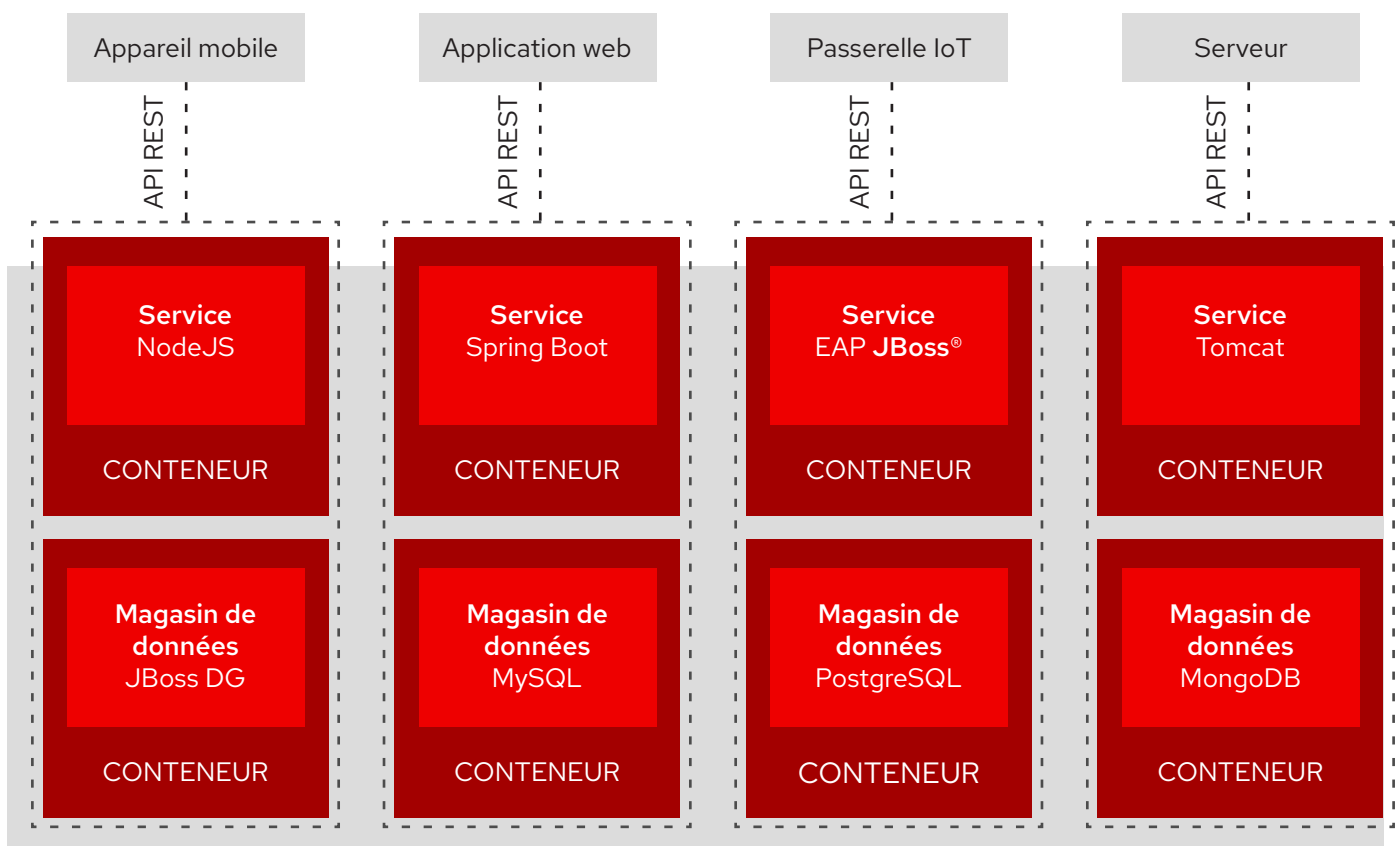 Appareil mobile
Application web
Passerelle IoT
Serveur
API REST
API REST
API REST
API REST
Service
NodeJS
CONTENEUR
Service
Spring Boot
CONTENEUR
Service
EAP JBoss®
CONTENEUR
Service
Tomcat
CONTENEUR
Magasin de
données
JBoss DG
CONTENEUR
Magasin de
données
MySQL
CONTENEUR
Magasin de
données
PostgreSQL
CONTENEUR
Magasin de
données
MongoDB
CONTENEUR